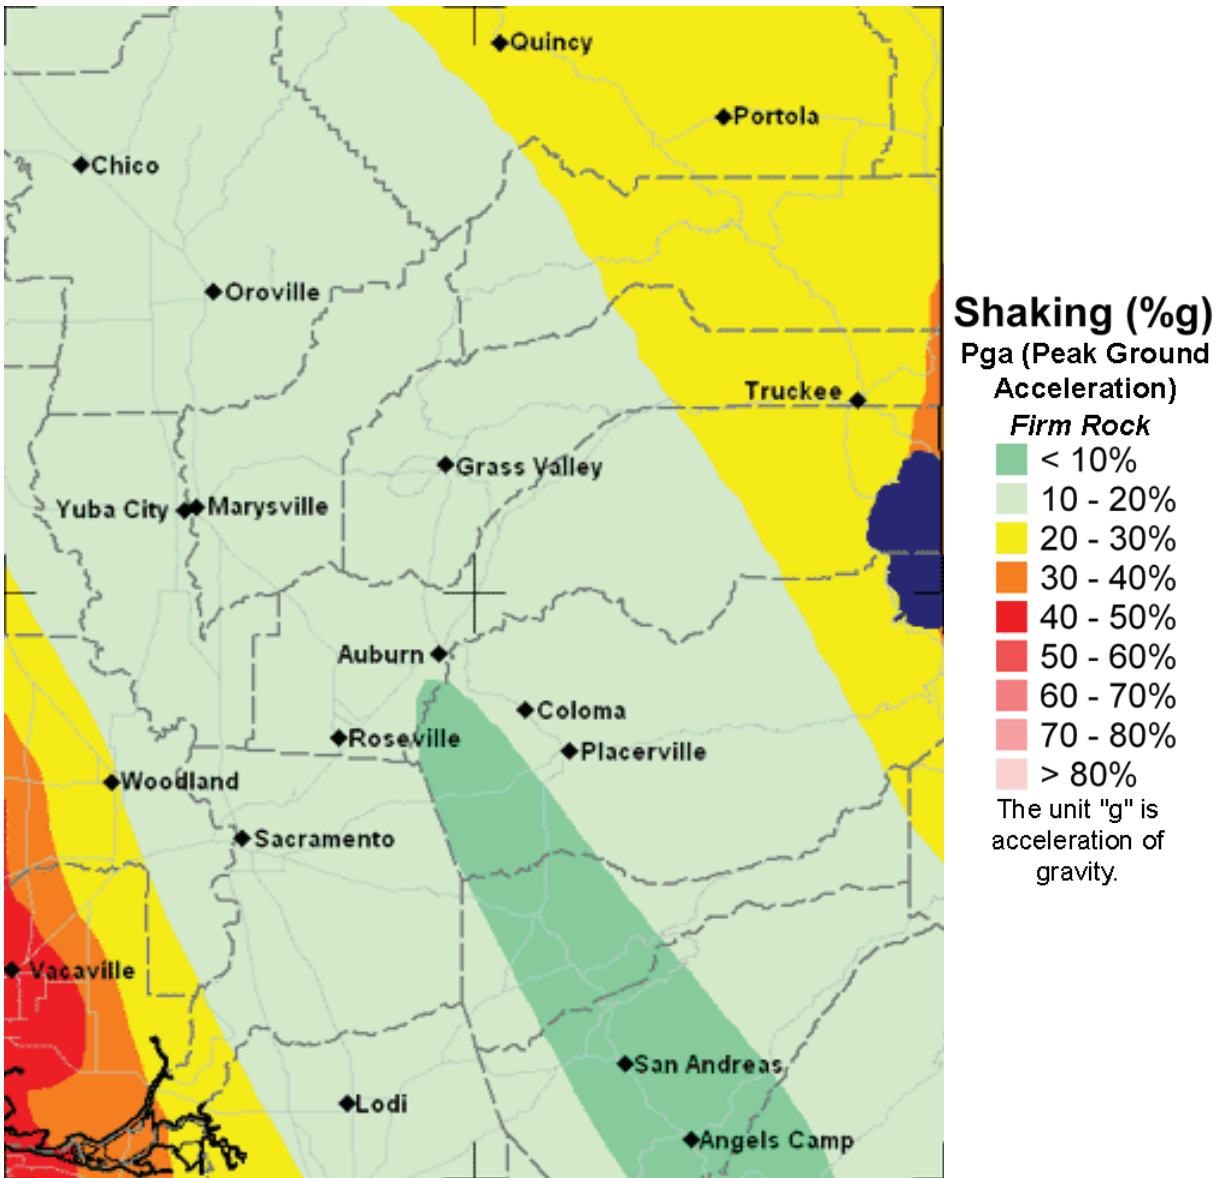 Quincy
Portola
Chico
Oroville
Truckee
Grass Valley
Yuba City
Marysville
Auburn
Coloma
Roseville
Placerville
Woodland
Sacramento
Vacaville
San Andreas
Lodi
Angels Camp
Shaking (%g)
Pga (Peak Ground
Acceleration)
Firm Rock
< 10%
10 - 20%
20 - 30%
30 - 40%
40 - 50%
50 - 60%
60 - 70%
70 - 80%
> 80%
The unit "g" is
acceleration of
gravity.